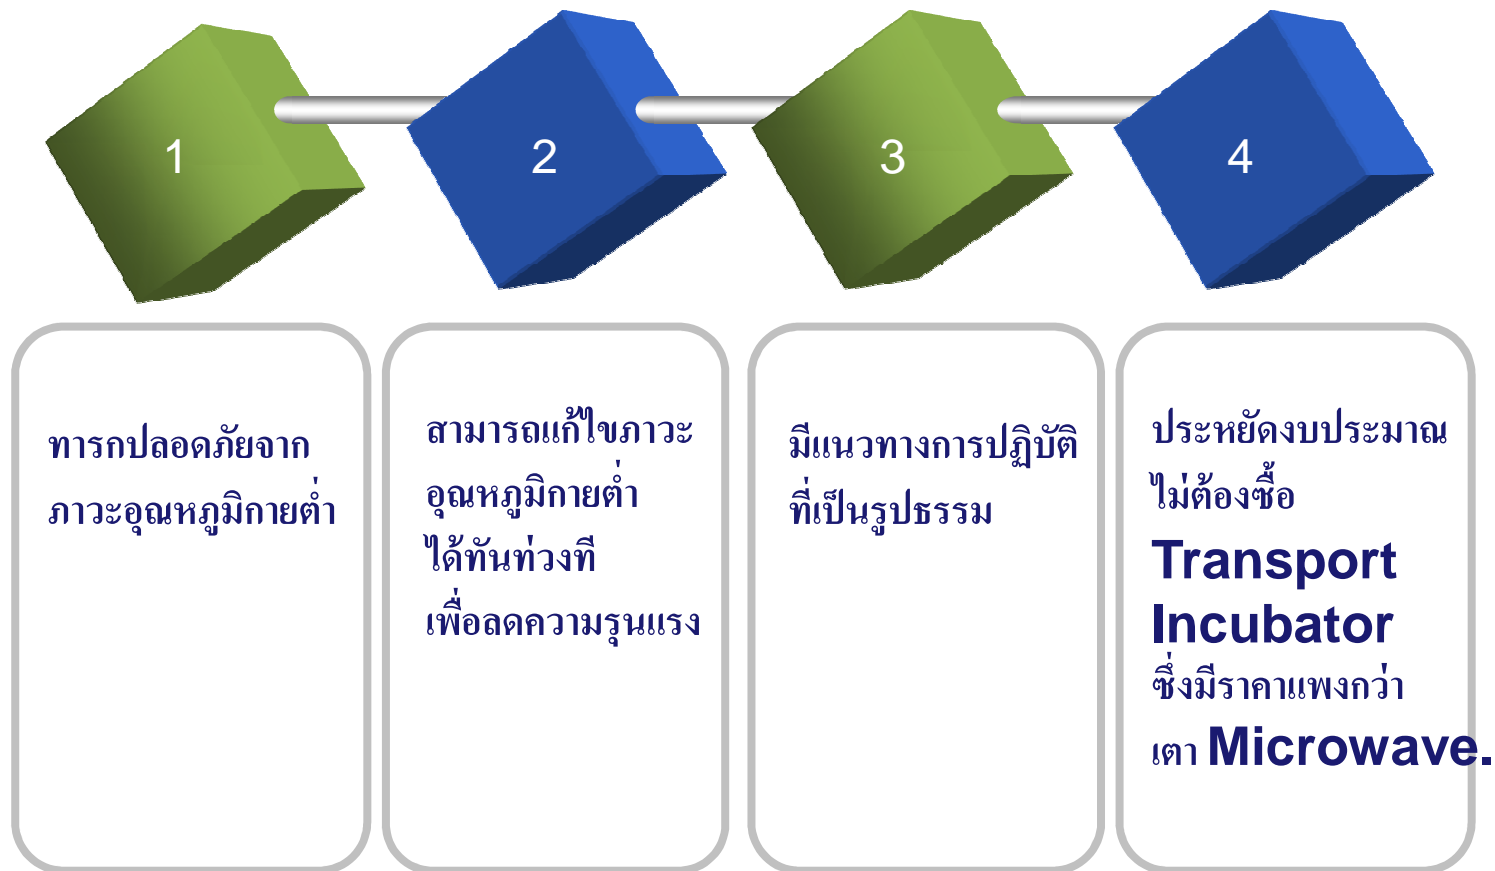 1
2
3
4
ทารกปลอดภัยจาก
ภาวะอุณหภูมิกายต่ำ
สามารถแก้ไขภาวะ
อุณหภูมิกายต่ำ
ได้ทันท่วงที
เพื่อลดความรุนแรง
มีแนวทางการปฏิบัติ
ที่เป็นรูปธรรม
ประหยัดงบประมาณ
ไม่ต้องซื้อ
Transport
Incubator
ซึ่งมีราคาแพงกว่า
เตา Microwave.